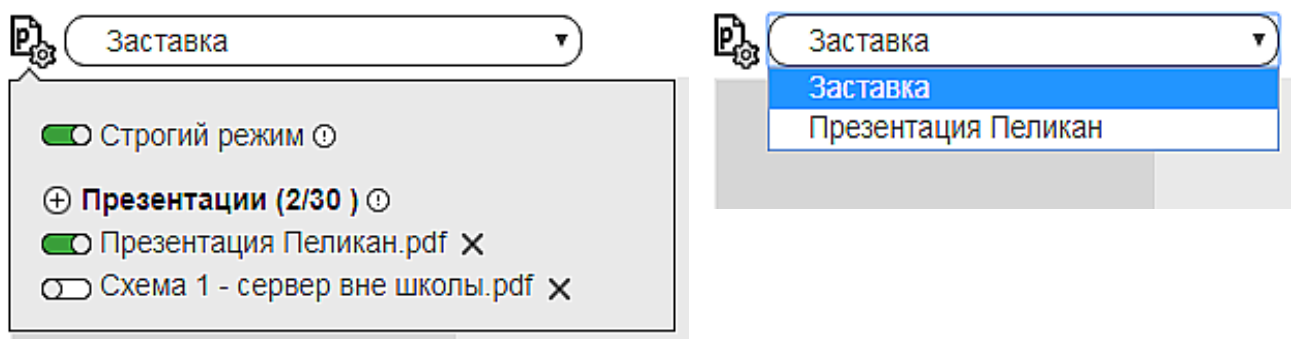 Заставка
Строгий режим
Презентации (2/30 )
Презентация Пеликан.pdf
Схема 1 - сервер вне школы.pdf
Заставка
Заставка
Презентация Пеликан